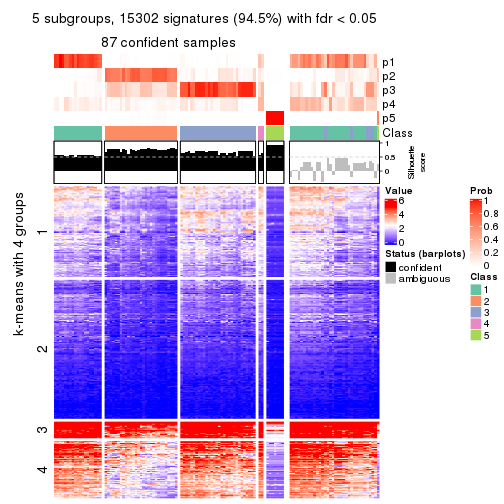 5 subgroups, 15302 signatures (94.5%) with fdr < 0.05
87 confident samples
p1
p2
p3
p4
p5
Class
1
0.5
0
Silhouette
score
k-means with 4 groups
1
2
3
4
Value
6
4
2
0
Status (barplots)
confident
ambiguous
Prob
1
0.8
0.6
0.4
0.2
0
Class
1
2
3
4
5